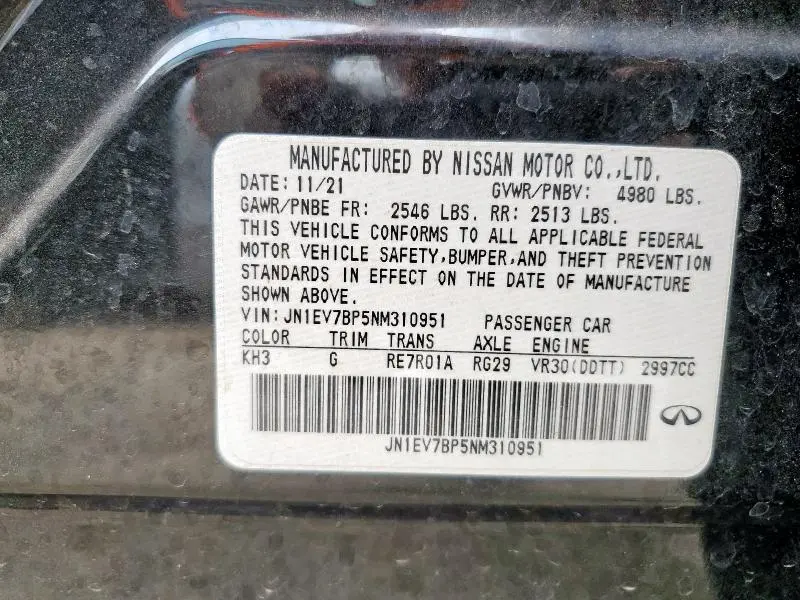 MANUFACTURED BY NISSAN MOTOR CO.,LTD.
DATE: 11/21 GVWR/PNBV: 4980 LBS.
GAWR/PNBE FR: 2546 LBS. RR: 2513 LBS.
THIS VEHICLE CONFORMS TO ALL APPLICABLE FEDERAL
MOTOR VEHICLE SAFETY,BUMPER,AND THEFT PREVENTION
STANDARDS IN EFFECT ON THE DATE OF MANUFACTURE
SHOWN ABOVE.
VIN:JN1EV7BP5NM310951 PASSENGER CAR
COLOR TRIM TRANS AXLE ENGINE
KH3 G RE7R01A RG29 VR30(DDTT) 2997CC
JN1EV7BP5NM310951